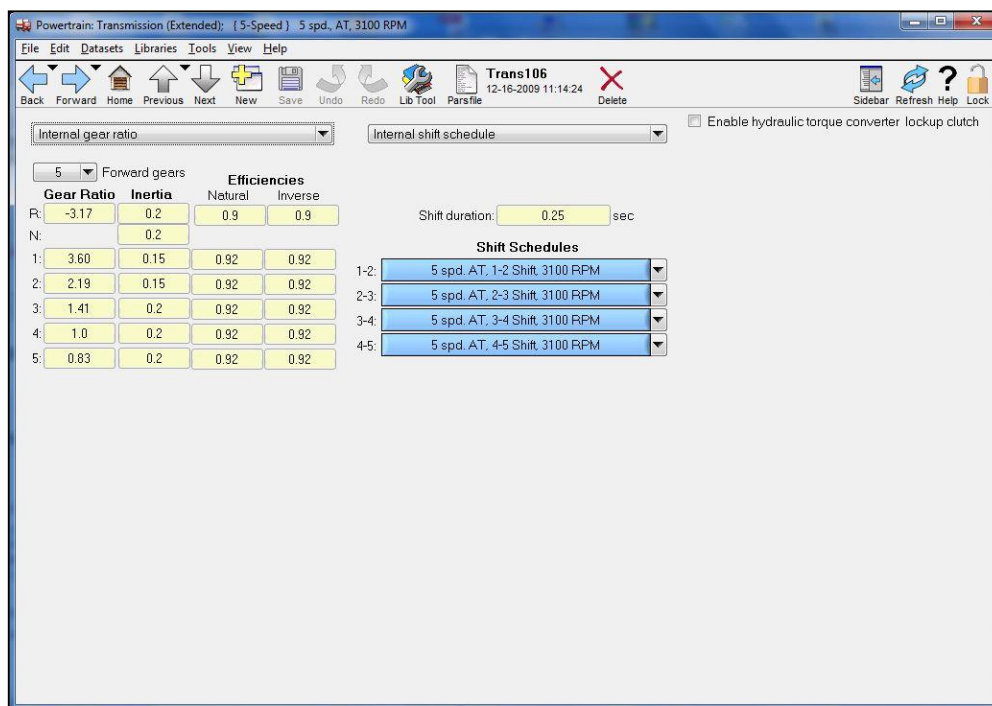 Powertrain: Transmission (Extended); { 5-Speed } 5 spd., AT, 3100 RPM
File Edit Datasets Libraries Tools View Help
Trans106
12-16-2009 11:14:24
Back Forward Home Previous Next New Save Undo Redo Lib Tool Parsfile Delete Sidebar Refresh Help Lock
Internal gear ratio Internal shift schedule Enable hydraulic torque converter lockup clutch
5 Forward gears
Efficiencies
Gear Ratio Inertia Natural Inverse
R: -3.17 0.2 0.9 0.9 Shift duration: 0.25 sec
N: 0.2
Shift Schedules
1: 3.60 0.15 0.92 0.92 1-2: 5 spd. AT, 1-2 Shift, 3100 RPM
2: 2.19 0.15 0.92 0.92 2-3: 5 spd. AT, 2-3 Shift, 3100 RPM
3: 1.41 0.2 0.92 0.92 3-4: 5 spd. AT, 3-4 Shift, 3100 RPM
4: 1.0 0.2 0.92 0.92 4-5: 5 spd. AT, 4-5 Shift, 3100 RPM
5: 0.83 0.2 0.92 0.92